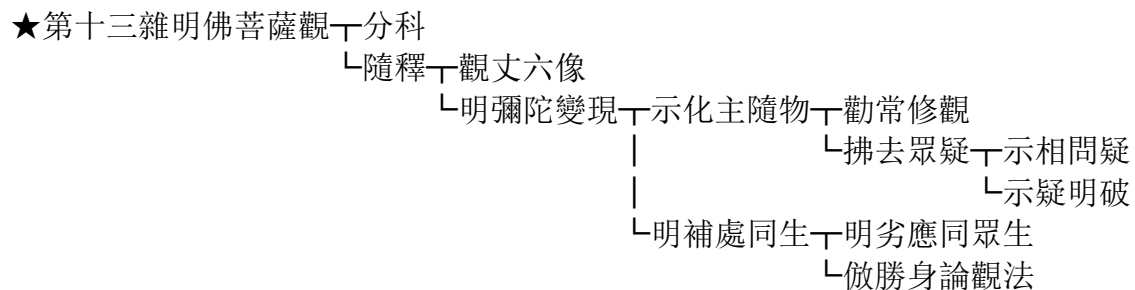 ★第十三雜明佛菩薩觀┬分科
└隨釋┬觀丈六像
└明彌陀變現┬示化主隨物┬勸常修觀
│ └拂去眾疑┬示相問疑
│ └示疑明破
└明補處同生┬明劣應同眾生
└倣勝身論觀法